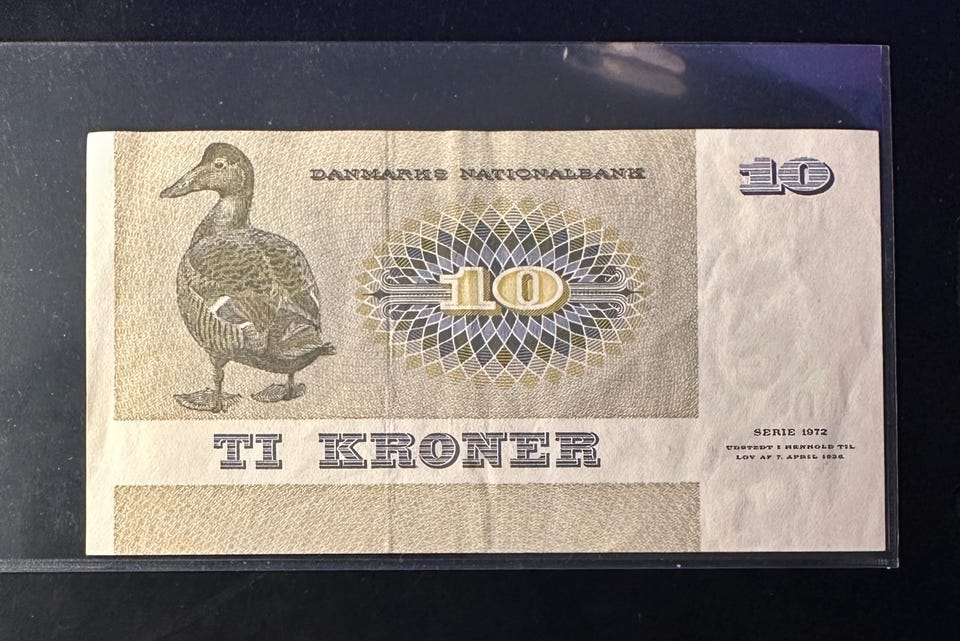 DANMARKS NATIONALBANK
10
10
TI KRONER
SERIE 1972
UDSTEDT I HENHOLD TIL
LOV AF 7. APRIL 1936